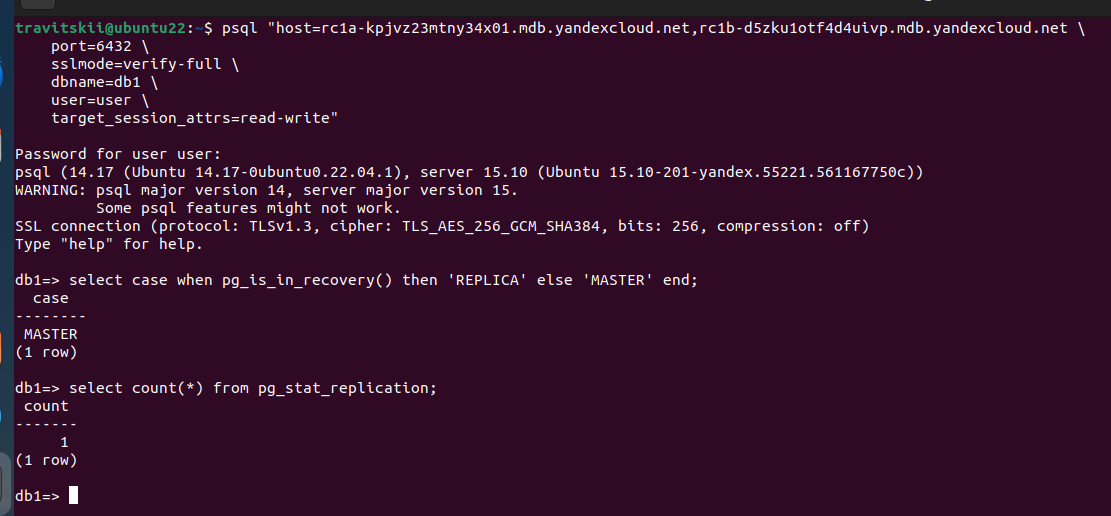 travitskii@ubuntu22:~$ psql "host=rc1a-kpjvz23mtny34x01.mdb.yandexcloud.net,rc1b-d5zku1otf4d4uivp.mdb.yandexcloud.net \
    port=6432 \
    sslmode=verify-full \
    dbname=db1 \
    user=user \
    target_session_attrs=read-write"

Password for user user:
psql (14.17 (Ubuntu 14.17-0ubuntu0.22.04.1), server 15.10 (Ubuntu 15.10-201-yandex.55221.561167750c))
WARNING: psql major version 14, server major version 15.
         Some psql features might not work.
SSL connection (protocol: TLSv1.3, cipher: TLS_AES_256_GCM_SHA384, bits: 256, compression: off)
Type "help" for help.

db1=> select case when pg_is_in_recovery() then 'REPLICA' else 'MASTER' end;
  case
--------
 MASTER
(1 row)

db1=> select count(*) from pg_stat_replication;
 count
-------
     1
(1 row)

db1=>